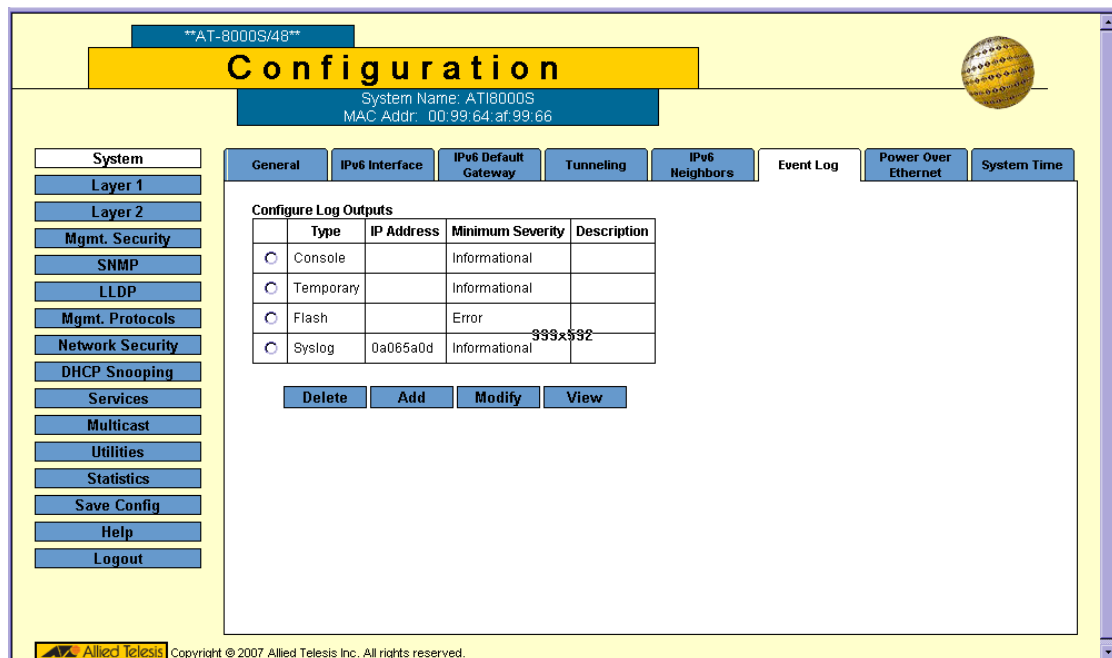 **AT-8000S/48**
Configuration
System Name: ATI8000S
MAC Addr: 00:99:64:af:99:66
System
Layer 1
Layer 2
Mgmt. Security
SNMP
LLDP
Mgmt. Protocols
Network Security
DHCP Snooping
Services
Multicast
Utilities
Statistics
Save Config
Help
Logout
General IPv6 Interface IPv6 Default Gateway Tunneling IPv6 Neighbors Event Log Power Over Ethernet System Time
Configure Log Outputs
Type IP Address Minimum Severity Description
Console Informational
Temporary Informational
Flash Error
999x592
Syslog 0a065a0d Informational
Delete Add Modify View
Allied Telesis Copyright © 2007 Allied Telesis Inc. All rights reserved.